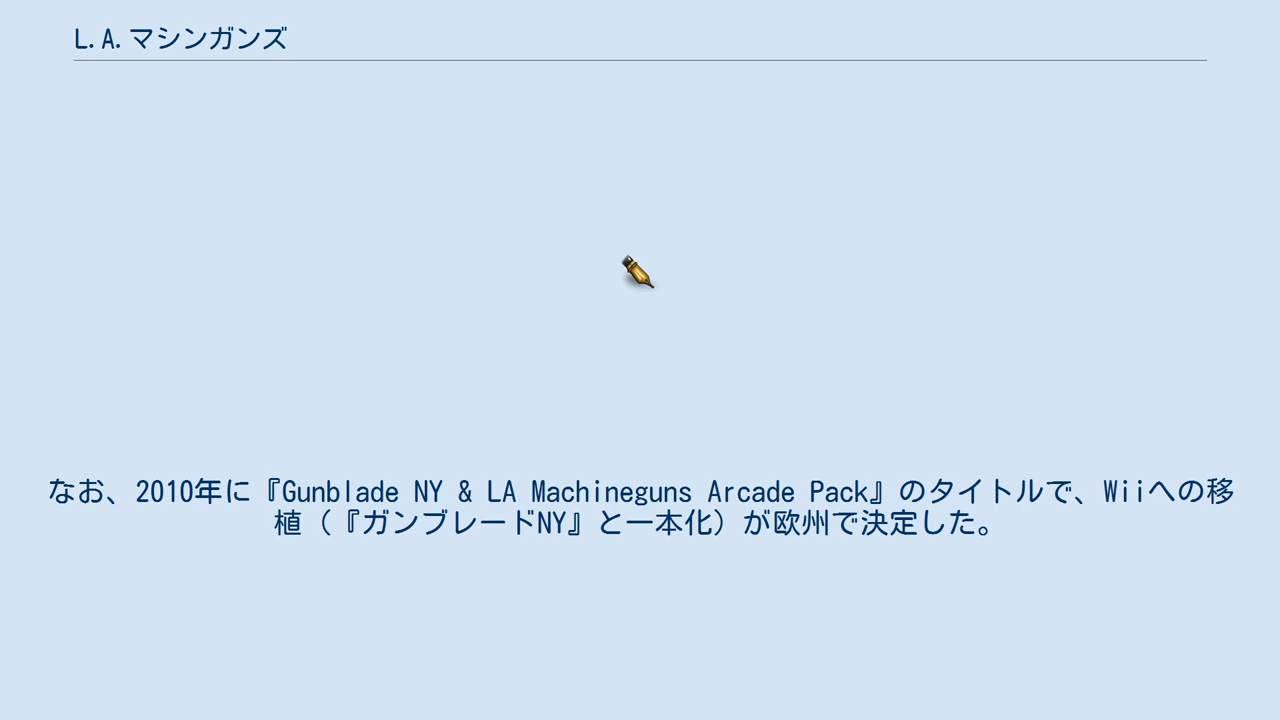 L.A.マシンガンズ
なお、2010年に『Gunblade NY & LA Machineguns Arcade Pack』のタイトルで、Wiiへの移
植（『ガンブレードNY』と一本化）が欧州で決定した。